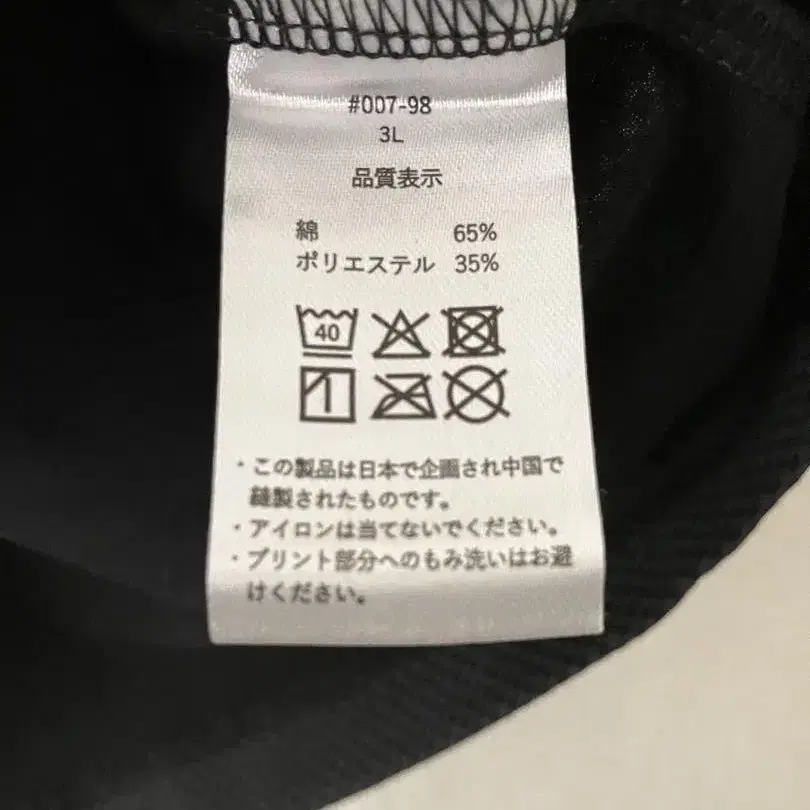 #007-98
3L
品質表示
綿 65%
ポリエステル 35%
40
・この製品は日本で企画され中国で
縫製されたものです。
・アイロンは当てないでください。
・プリント部分へのもみ洗いはお避
けください。